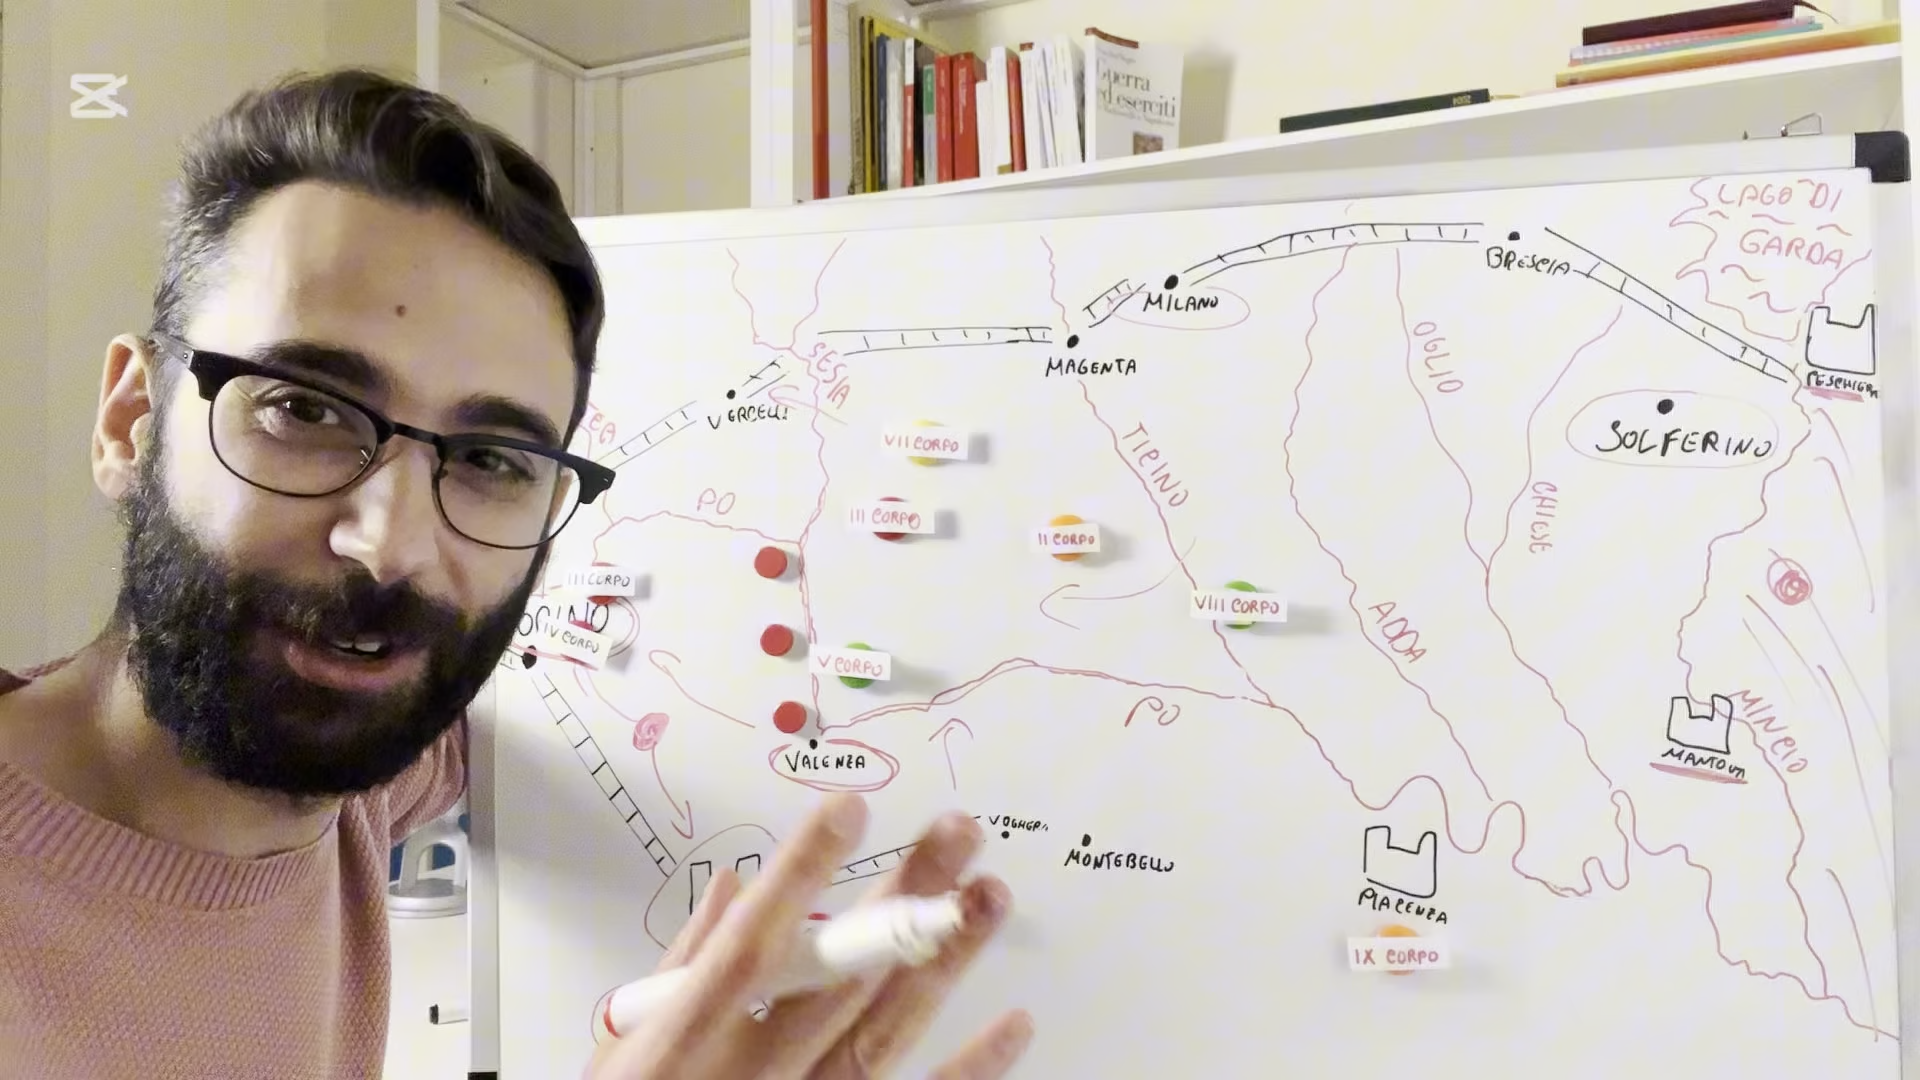 Guerra
ed eserciti
2004
LAGO DI
GARDA
BRESCIA
MILANO
MAGENTA
SESIA
VERCELLI
OGLIO
PESCHIERA
SOLFERINO
VII CORPO
TICINO
PO
III CORPO
II CORPO
CHIESE
III CORPO
VIII CORPO
IV CORPO
ADDA
V CORPO
PO
MINCIO
VALENZA
MANTOVA
VOGHERA
MONTEBELLO
PIACENZA
IX CORPO